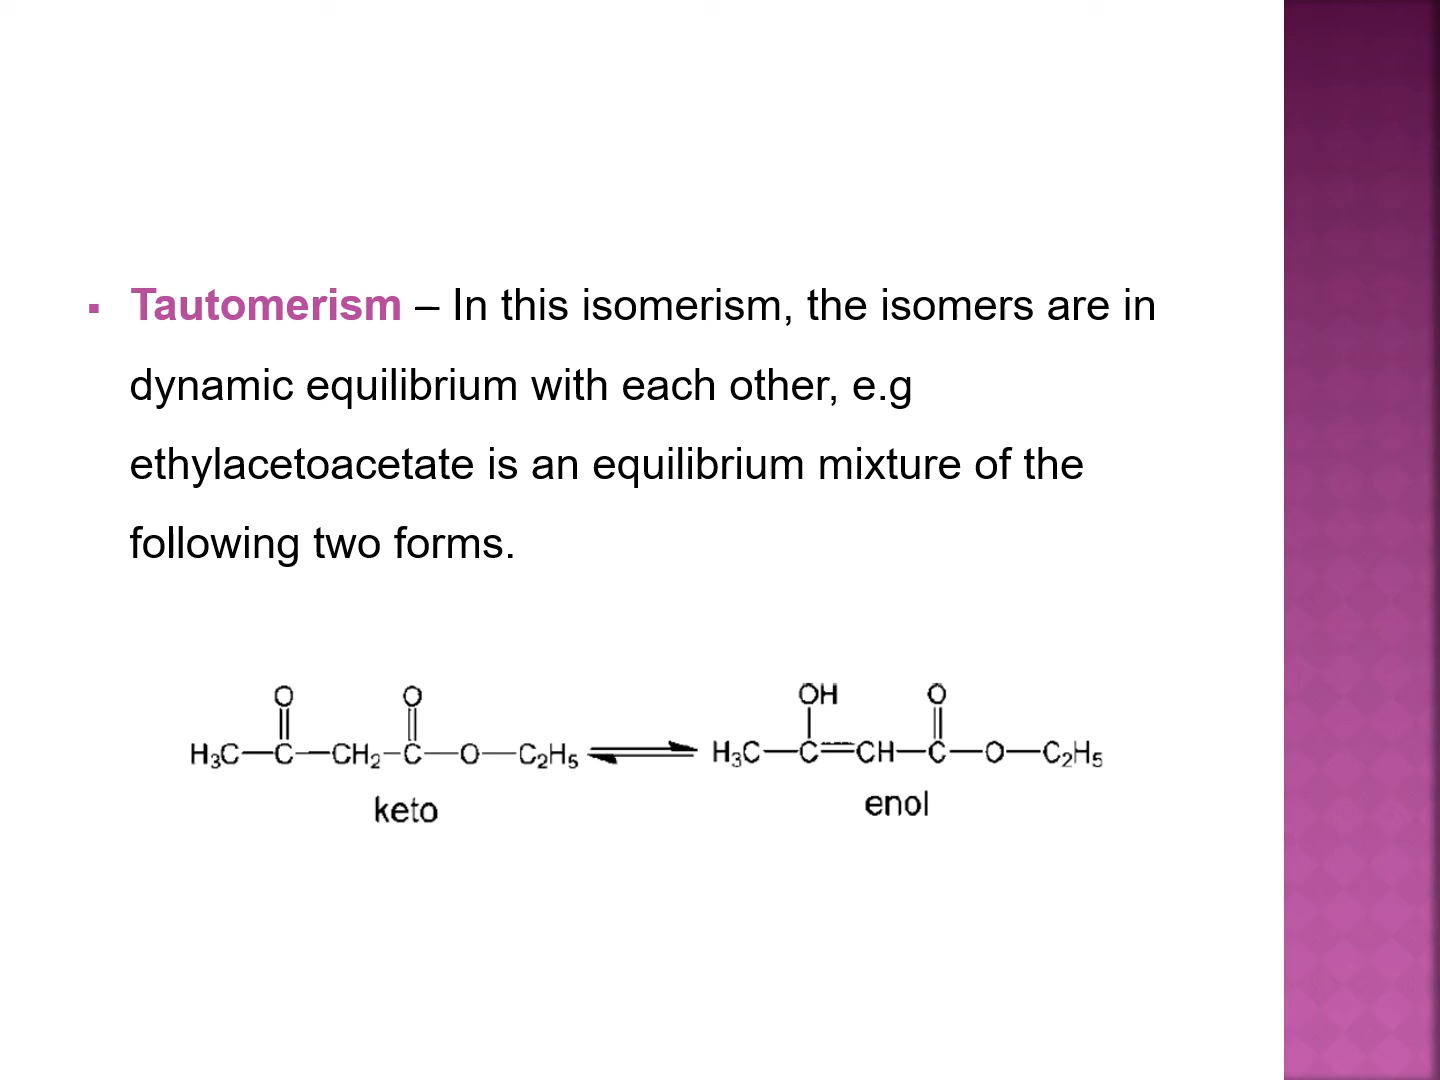 ▪ Tautomerism – In this isomerism, the isomers are in
dynamic equilibrium with each other, e.g
ethylacetoacetate is an equilibrium mixture of the
following two forms.
O O OH O
H₃C—C—CH₂—C—O—C₂H₅ ⇌ H₃C—C=CH—C—O—C₂H₅
keto enol